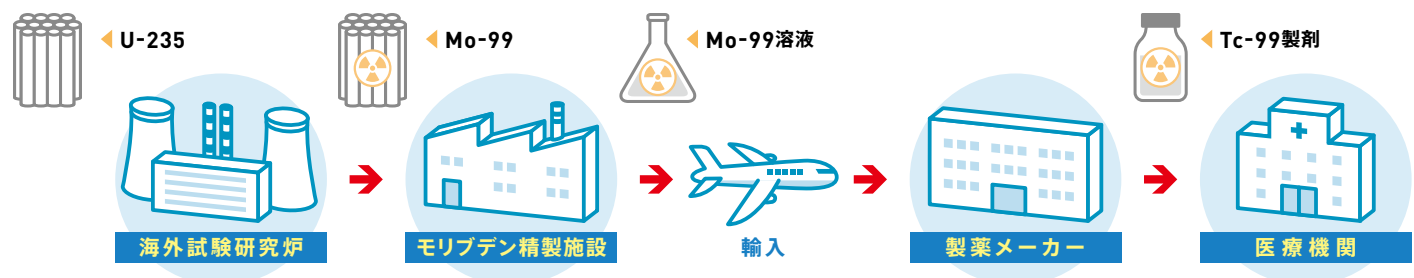 U-235
Mo-99
Mo-99溶液
Tc-99製剤
海外試験研究炉
モリブデン精製施設
輸入
製薬メーカー
医療機関